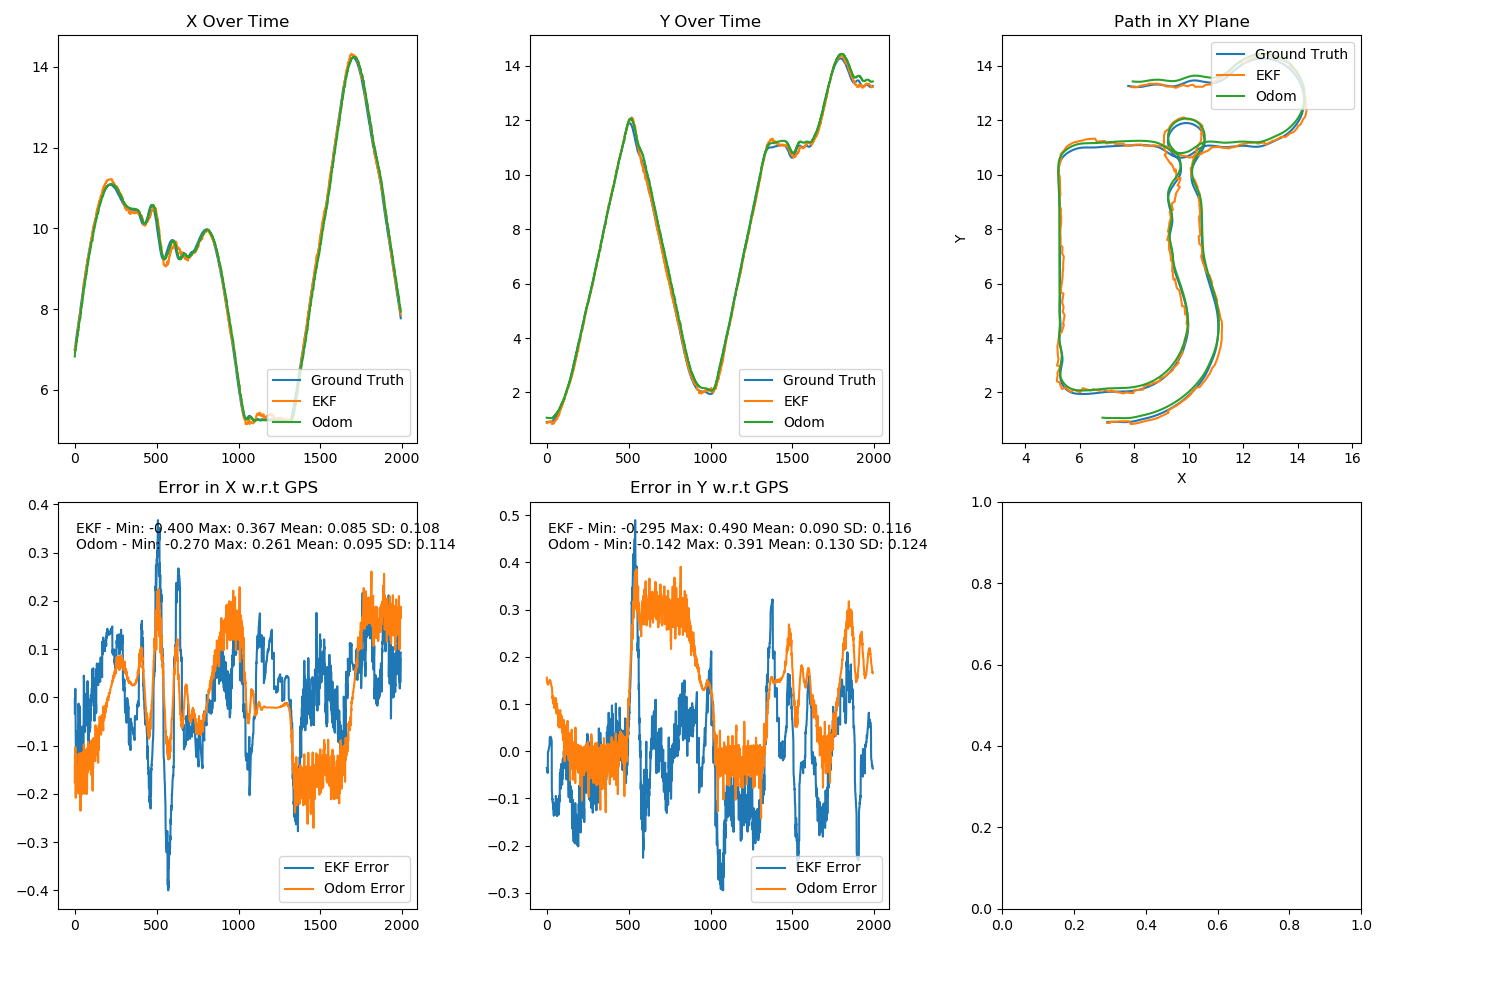 X Over Time
14
12
10
8
6
0 500 1000 1500 2000
Ground Truth
EKF
Odom
Y Over Time
14
12
10
8
6
4
2
0 500 1000 1500 2000
Ground Truth
EKF
Odom
Path in XY Plane
Y
14
12
10
8
6
4
2
4 6 8 10 12 14 16
X
Ground Truth
EKF
Odom
Error in X w.r.t GPS
EKF - Min: -0.400 Max: 0.367 Mean: 0.085 SD: 0.108
Odom - Min: -0.270 Max: 0.261 Mean: 0.095 SD: 0.114
0.4
0.3
0.2
0.1
0.0
−0.1
−0.2
−0.3
−0.4
0 500 1000 1500 2000
EKF Error
Odom Error
Error in Y w.r.t GPS
EKF - Min: -0.295 Max: 0.490 Mean: 0.090 SD: 0.116
Odom - Min: -0.142 Max: 0.391 Mean: 0.130 SD: 0.124
0.5
0.4
0.3
0.2
0.1
0.0
−0.1
−0.2
−0.3
0 500 1000 1500 2000
EKF Error
Odom Error
1.0
0.8
0.6
0.4
0.2
0.0
0.0 0.2 0.4 0.6 0.8 1.0